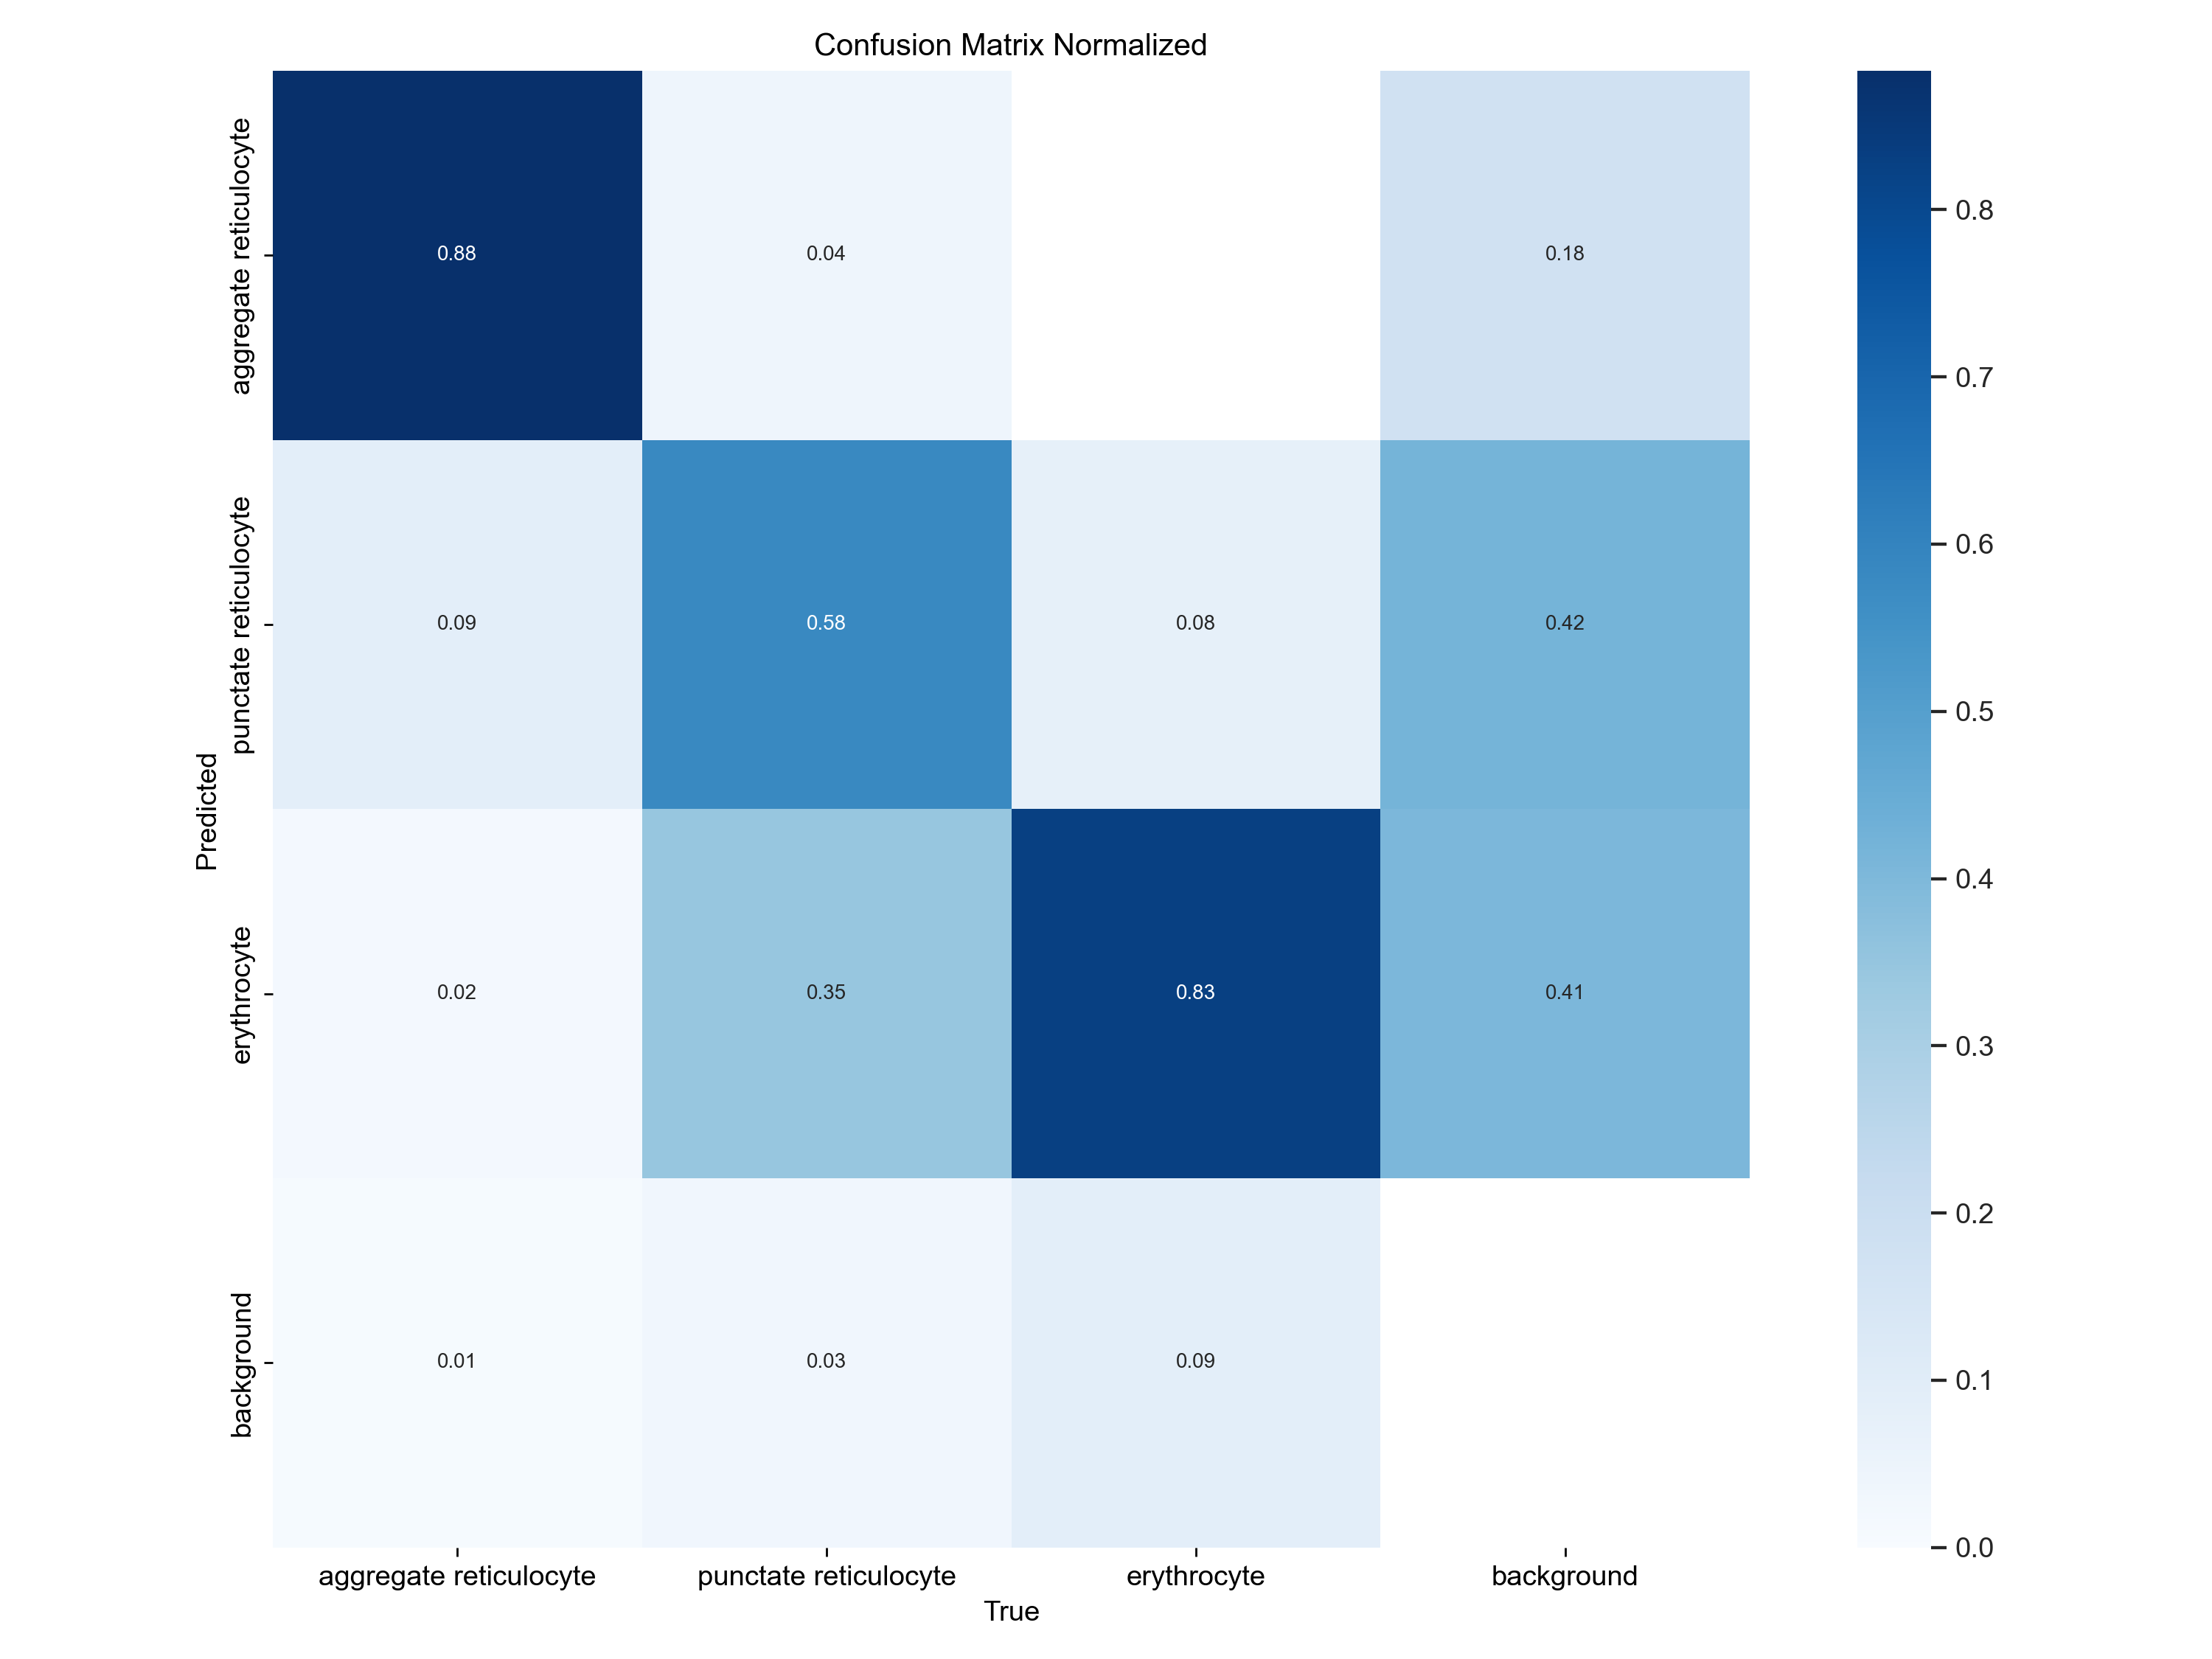 Confusion Matrix Normalized
Predicted
aggregate reticulocyte
0.88
0.04
0.18
punctate reticulocyte
0.09
0.58
0.08
0.42
erythrocyte
0.02
0.35
0.83
0.41
background
0.01
0.03
0.09
aggregate reticulocyte
punctate reticulocyte
erythrocyte
background
True
0.8
0.7
0.6
0.5
0.4
0.3
0.2
0.1
0.0